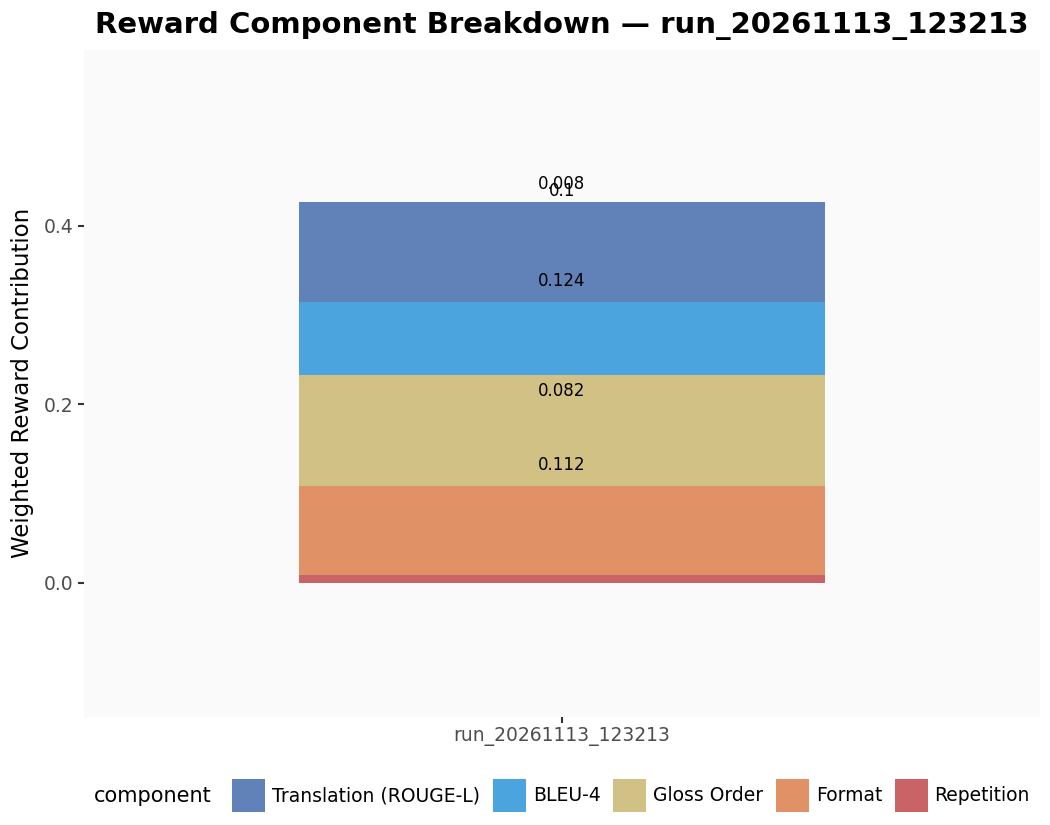 Reward Component Breakdown — run_20261113_123213
Weighted Reward Contribution
0.4
0.2
0.0
0.008
0.1
0.124
0.082
0.112
run_20261113_123213
component
Translation (ROUGE-L)
BLEU-4
Gloss Order
Format
Repetition